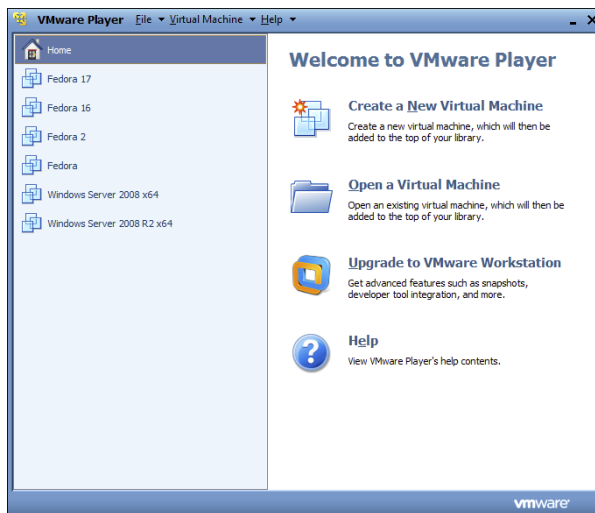 VMware Player File Virtual Machine Help
Home
Fedora 17
Fedora 16
Fedora 2
Fedora
Windows Server 2008 x64
Windows Server 2008 R2 x64
Welcome to VMware Player
Create a New Virtual Machine
Create a new virtual machine, which will then be
added to the top of your library.
Open a Virtual Machine
Open an existing virtual machine, which will then be
added to the top of your library.
Upgrade to VMware Workstation
Get advanced features such as snapshots,
developer tool integration, and more.
Help
View VMware Player's help contents.
vmware